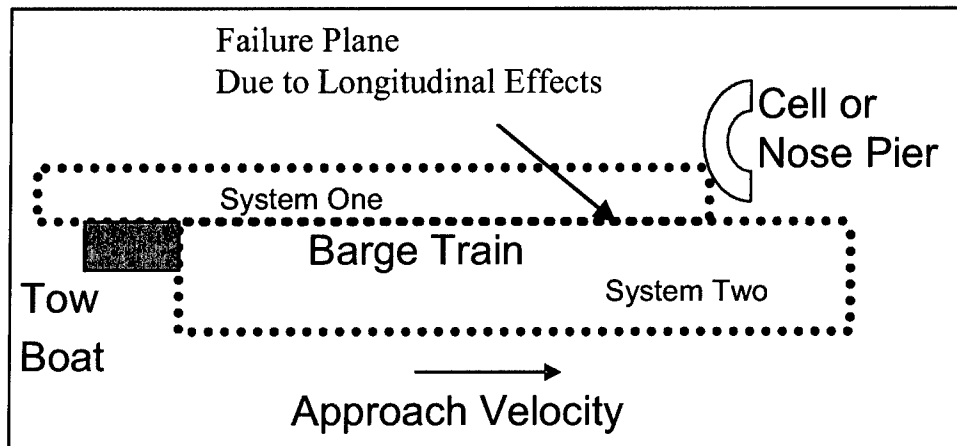 Failure Plane
Due to Longitudinal Effects
Cell or
Nose Pier
System One
Barge Train
System Two
Tow
Boat
Approach Velocity